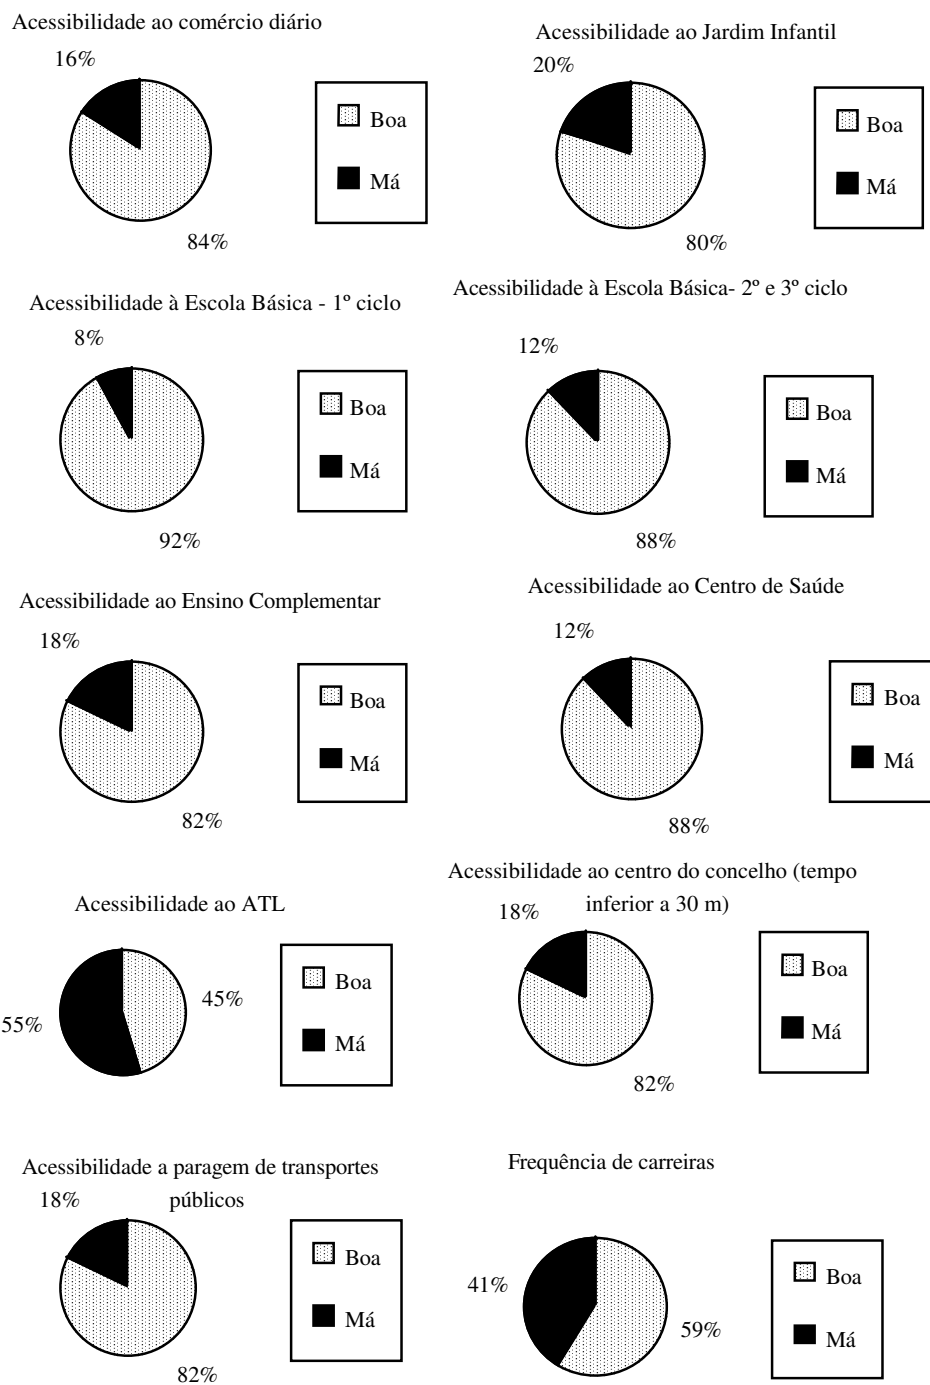 Acessibilidade ao comércio diário
16%
Boa
Má
84%
Acessibilidade ao Jardim Infantil
20%
Boa
Má
80%
Acessibilidade à Escola Básica - 1º ciclo
8%
Boa
Má
92%
Acessibilidade à Escola Básica- 2º e 3º ciclo
12%
Boa
Má
88%
Acessibilidade ao Ensino Complementar
18%
Boa
Má
82%
Acessibilidade ao Centro de Saúde
12%
Boa
Má
88%
Acessibilidade ao ATL
45%
55%
Boa
Má
Acessibilidade ao centro do concelho (tempo
inferior a 30 m)
18%
Boa
Má
82%
Acessibilidade a paragem de transportes
públicos
18%
Boa
Má
82%
Frequência de carreiras
41%
59%
Boa
Má